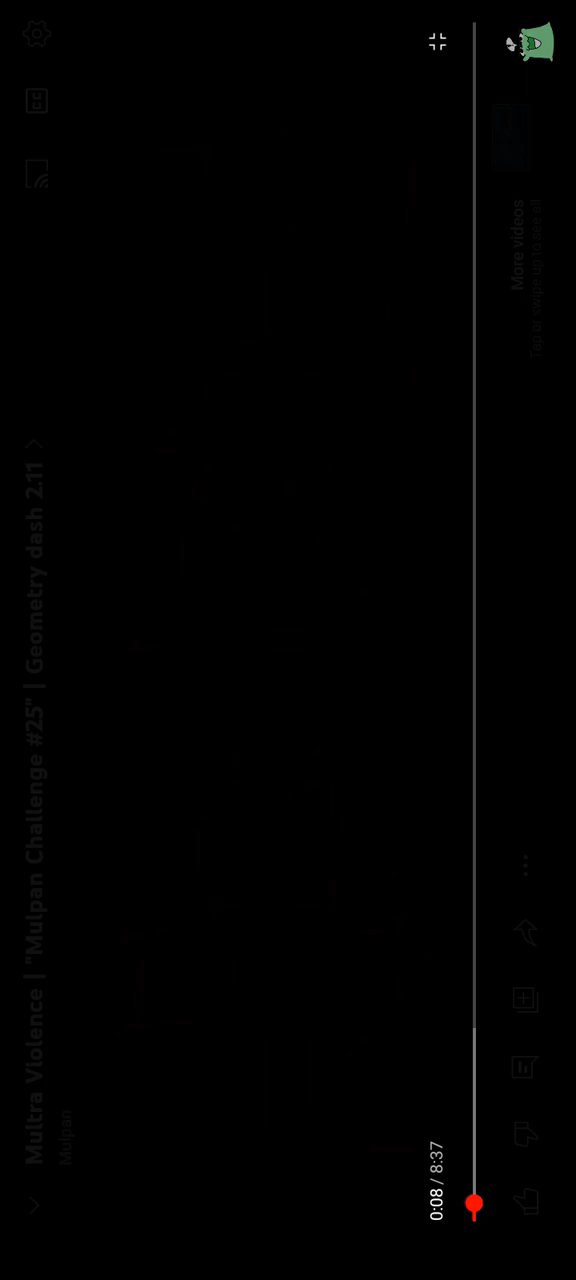 Multra Violence | "Mulpan Challenge #25" | Geometry dash 2.11
Mulpan
0:08 / 8:37
More videos
Tap or swipe up to see all